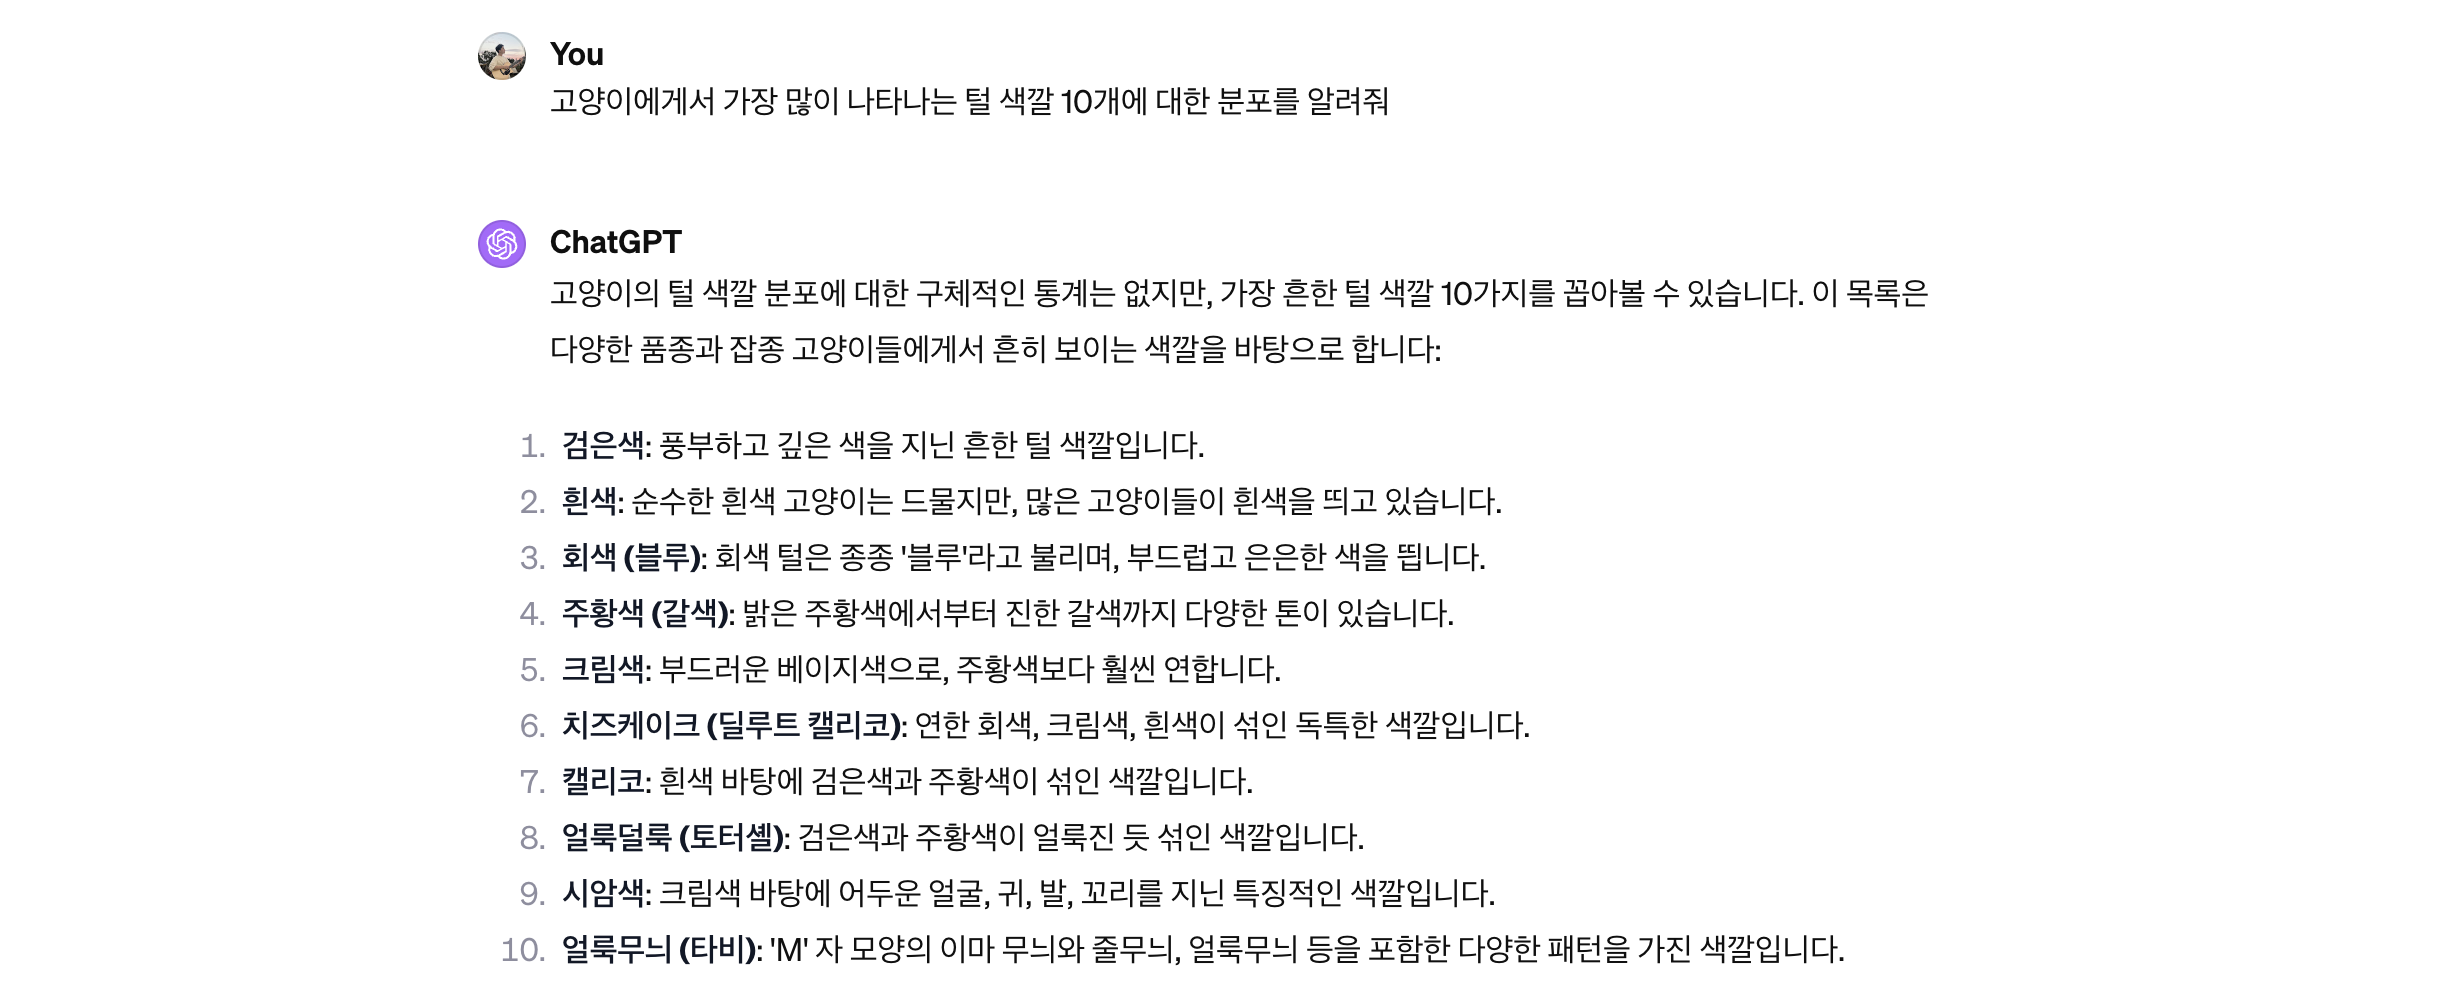 You
고양이에게서 가장 많이 나타나는 털 색깔 10개에 대한 분포를 알려줘
ChatGPT
고양이의 털 색깔 분포에 대한 구체적인 통계는 없지만, 가장 흔한 털 색깔 10가지를 꼽아볼 수 있습니다. 이 목록은
다양한 품종과 잡종 고양이들에게서 흔히 보이는 색깔을 바탕으로 합니다:
1. 검은색: 풍부하고 깊은 색을 지닌 흔한 털 색깔입니다.
2. 흰색: 순수한 흰색 고양이는 드물지만, 많은 고양이들이 흰색을 띄고 있습니다.
3. 회색 (블루): 회색 털은 종종 '블루'라고 불리며, 부드럽고 은은한 색을 띕니다.
4. 주황색 (갈색): 밝은 주황색에서부터 진한 갈색까지 다양한 톤이 있습니다.
5. 크림색: 부드러운 베이지색으로, 주황색보다 훨씬 연합니다.
6. 치즈케이크 (딜루트 캘리코): 연한 회색, 크림색, 흰색이 섞인 독특한 색깔입니다.
7. 캘리코: 흰색 바탕에 검은색과 주황색이 섞인 색깔입니다.
8. 얼룩덜룩 (토터셸): 검은색과 주황색이 얼룩진 듯 섞인 색깔입니다.
9. 시암색: 크림색 바탕에 어두운 얼굴, 귀, 발, 꼬리를 지닌 특징적인 색깔입니다.
10. 얼룩무늬 (타비): 'M' 자 모양의 이마 무늬와 줄무늬, 얼룩무늬 등을 포함한 다양한 패턴을 가진 색깔입니다.